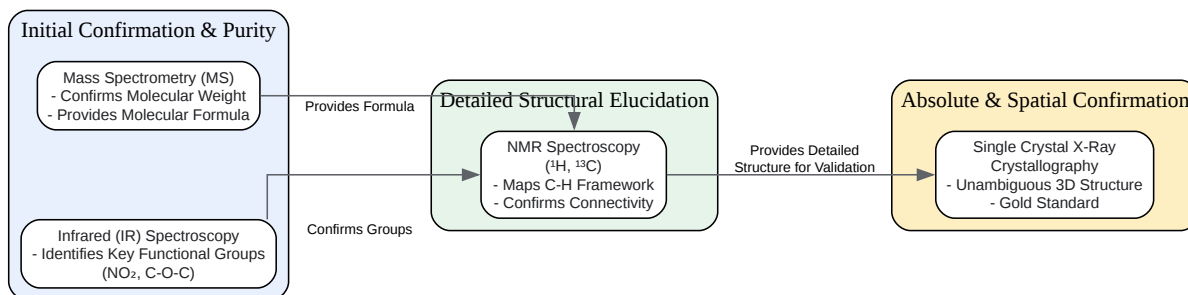 Initial Confirmation & Purity
Mass Spectrometry (MS)
- Confirms Molecular Weight
- Provides Molecular Formula
Infrared (IR) Spectroscopy
- Identifies Key Functional Groups
(NO₂, C-O-C)
Provides Formula
Confirms Groups
Detailed Structural Elucidation
NMR Spectroscopy
(¹H, ¹³C)
- Maps C-H Framework
- Confirms Connectivity
Provides Detailed
Structure for Validation
Absolute & Spatial Confirmation
Single Crystal X-Ray
Crystallography
- Unambiguous 3D Structure
- Gold Standard